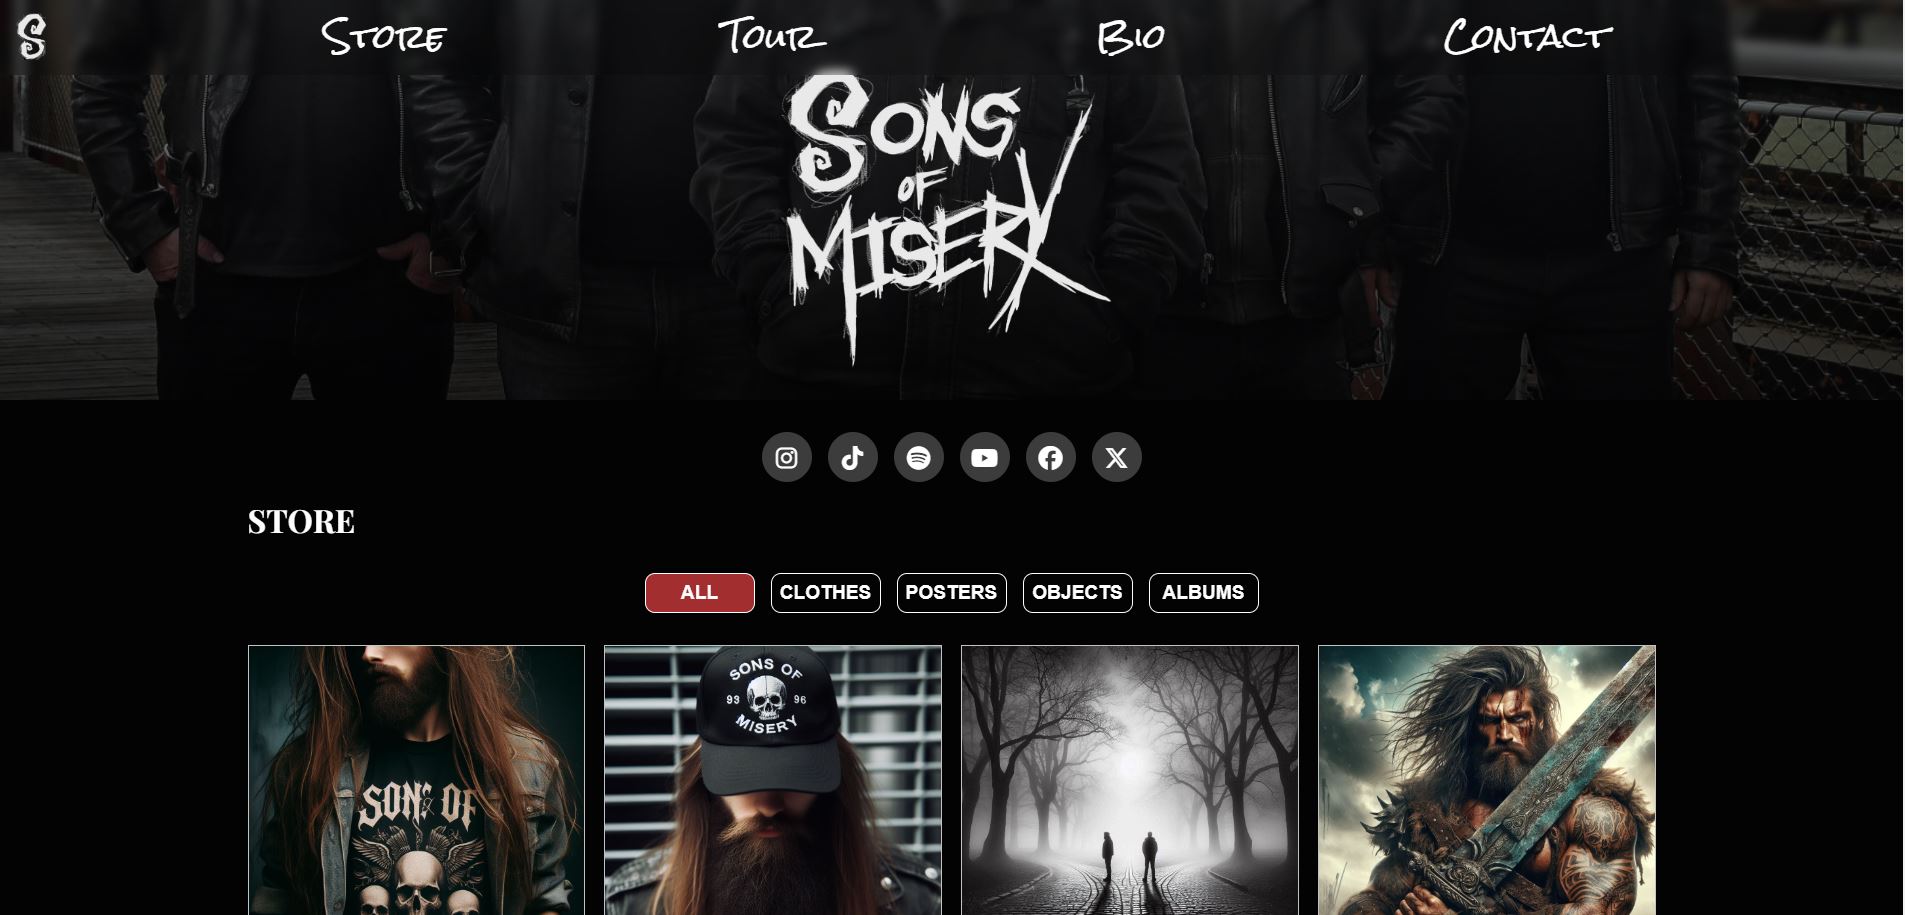 S
Store
Tour
Bio
Contact
Sons
of
Misery
STORE
ALL
CLOTHES
POSTERS
OBJECTS
ALBUMS
SONS OF
93 96
MISERY
SONS OF